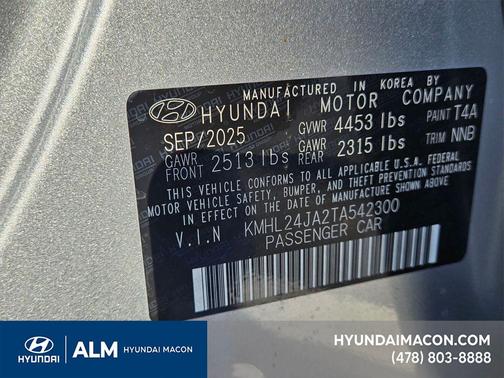 MANUFACTURED IN KOREA BY
HYUNDAI MOTOR COMPANY
SEP/2025 GVWR 4453 lbs PAINT T4A
GAWR FRONT 2513 lbs GAWR REAR 2315 lbs TRIM NNB
THIS VEHICLE CONFORMS TO ALL APPLICABLE U.S.A. FEDERAL
MOTOR VEHICLE SAFETY, BUMPER, AND THEFT PREVENTION STANDARDS
IN EFFECT ON THE DATE OF MANUFACTURE SHOWN ABOVE.
V.I.N KMHL24JA2TA542300
PASSENGER CAR
HYUNDAI
ALM HYUNDAI MACON
HYUNDAIMACON.COM
(478) 803-8888